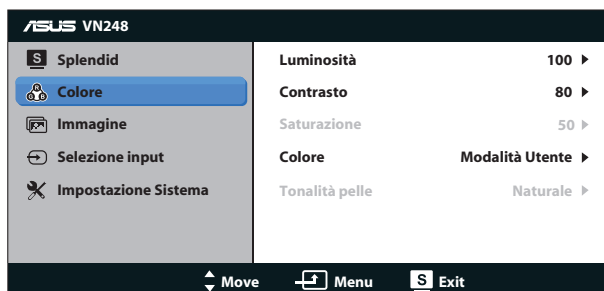 ASUS VN248
S Splendid
Luminosità 100
R G B Colore
Contrasto 80
Immagine
Saturazione 50
Selezione input
Colore Modalità Utente
Impostazione Sistema
Tonalità pelle Naturale
Move Menu S Exit